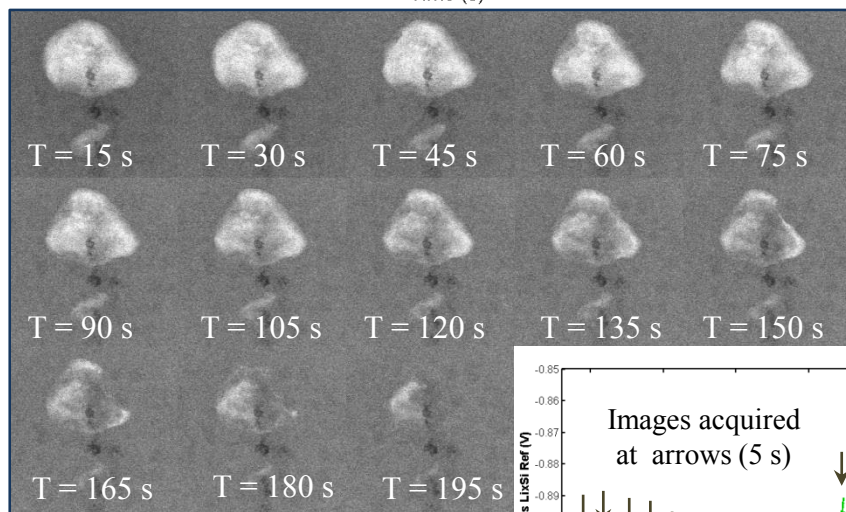 T = 15 s
T = 30 s
T = 45 s
T = 60 s
T = 75 s
T = 90 s
T = 105 s
T = 120 s
T = 135 s
T = 150 s
T = 165 s
T = 180 s
T = 195 s
-0.85
-0.86
-0.87
-0.88
-0.89
s LixSi Ref (V)
Images acquired
at arrows (5 s)